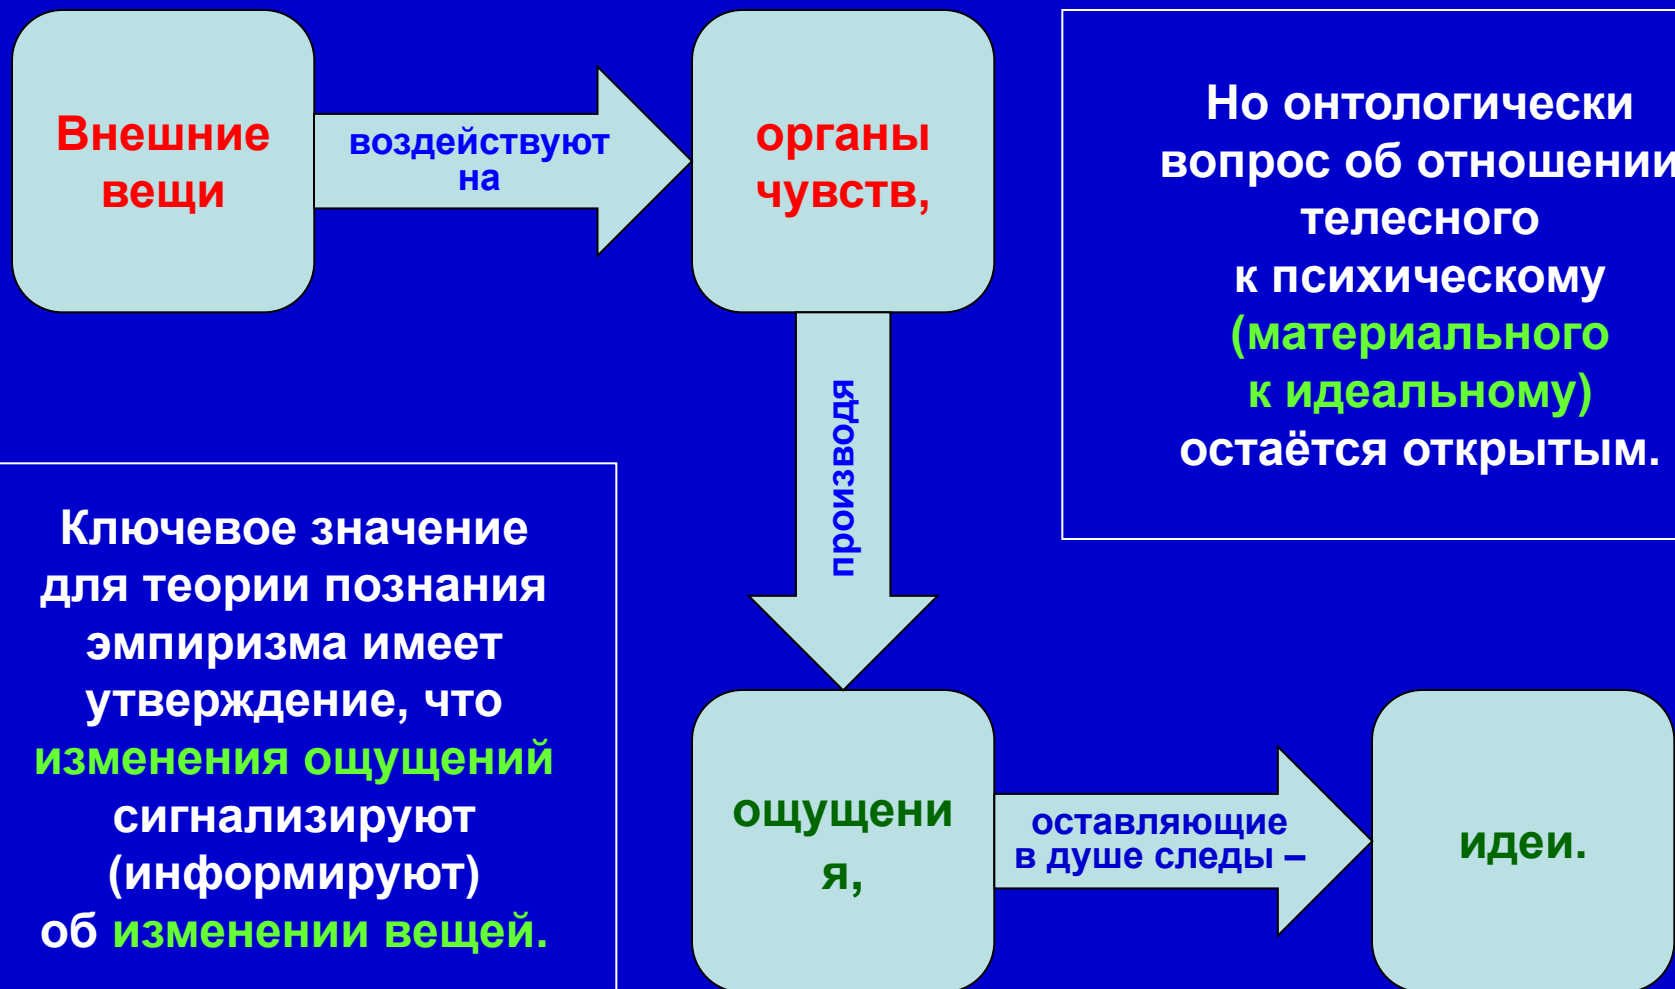 Внешние
вещи
воздействуют
на
органы
чувств,
производя
ощущени
я,
оставляющие
в душе следы –
идеи.
Но онтологически
вопрос об отношении
телесного
к психическому
(материального
к идеальному)
остаётся открытым.
Ключевое значение
для теории познания
эмпиризма имеет
утверждение, что
изменения ощущений
сигнализируют
(информируют)
об изменении вещей.